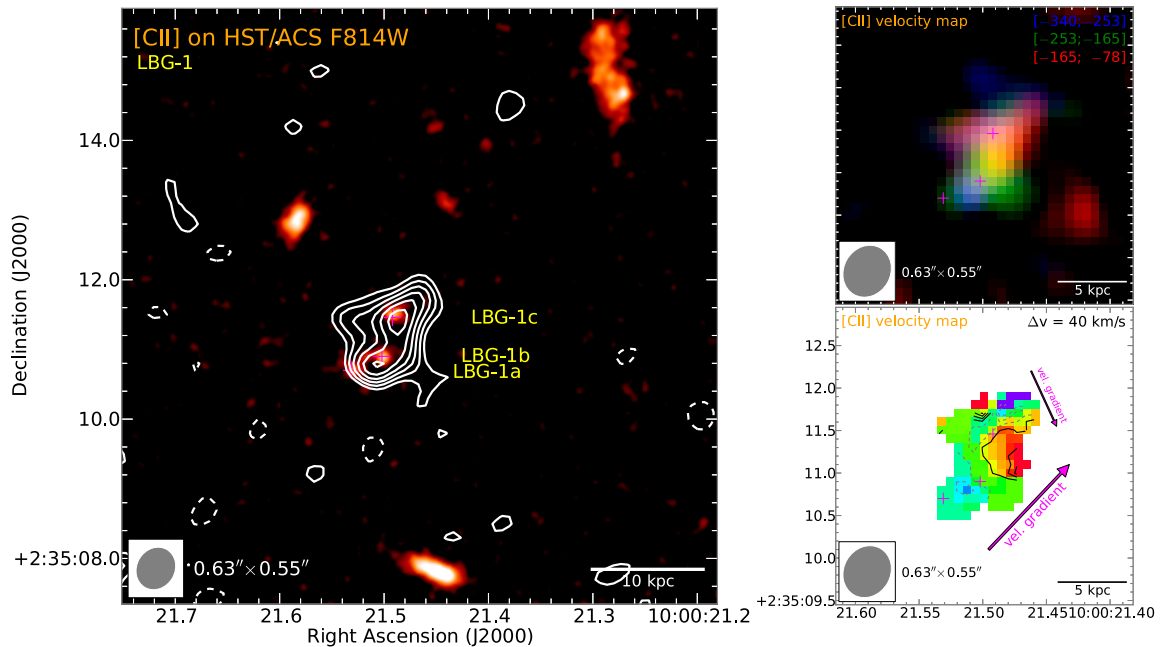 [CII] on HST/ACS F814W
LBG-1
LBG-1c
LBG-1b
LBG-1a
0.63″×0.55″
10 kpc
14.0
12.0
10.0
+2:35:08.0
Declination (J2000)
21.7
21.6
21.5
21.4
21.3
10:00:21.2
Right Ascension (J2000)
[CII] velocity map
[−340;−253]
[−253;−165]
[−165; −78]
0.63″×0.55″
5 kpc
[CII] velocity map
Δv = 40 km/s
vel. gradient
vel. gradient
0.63″×0.55″
5 kpc
12.5
12.0
11.5
11.0
10.5
10.0
+2:35:09.5
21.60
21.55
21.50
21.45
10:00:21.40